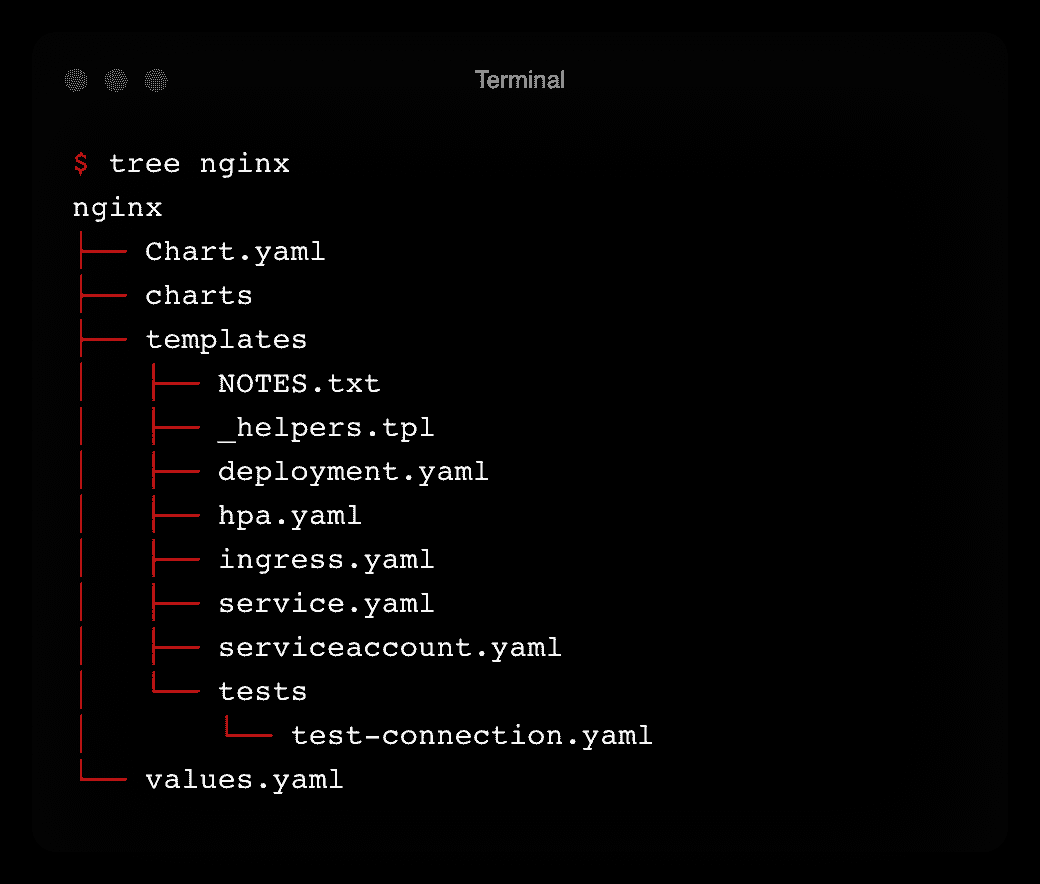 Terminal
$ tree nginx
nginx
├── Chart.yaml
├── charts
├── templates
│   ├── NOTES.txt
│   ├── _helpers.tpl
│   ├── deployment.yaml
│   ├── hpa.yaml
│   ├── ingress.yaml
│   ├── service.yaml
│   ├── serviceaccount.yaml
│   └── tests
│       └── test-connection.yaml
└── values.yaml